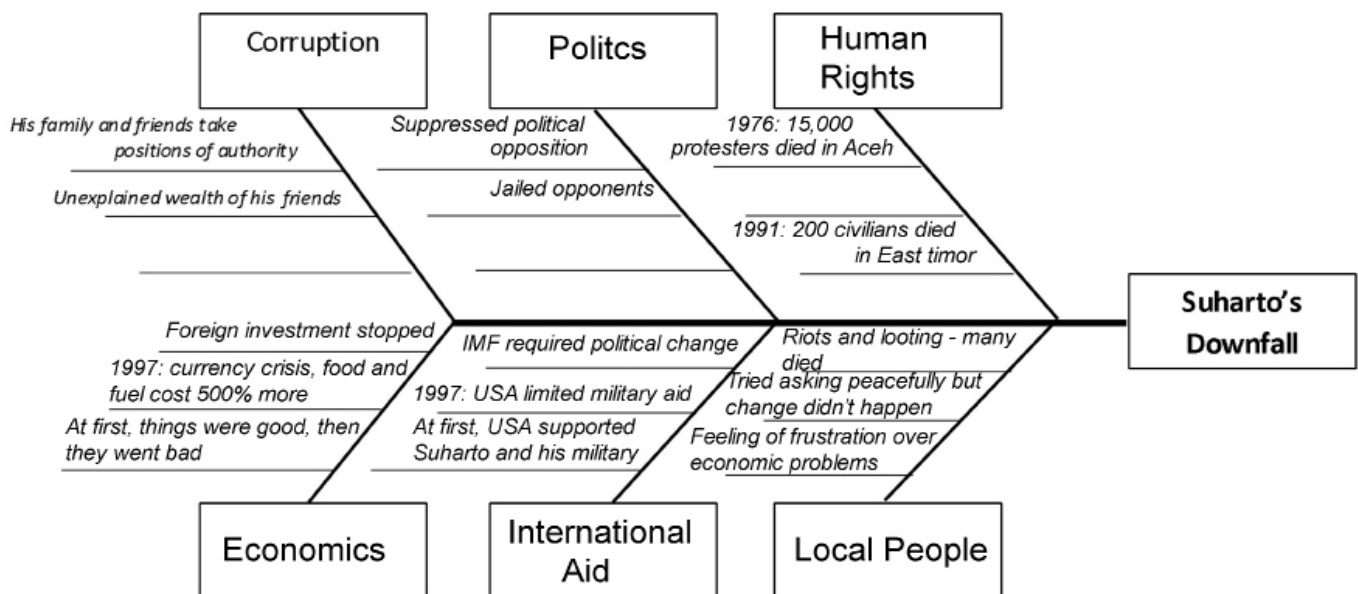 Corruption
Politcs
Human
Rights
His family and friends take
positions of authority
Unexplained wealth of his friends
Suppressed political
opposition
Jailed opponents
1976: 15,000
protesters died in Aceh
1991: 200 civilians died
in East timor
Suharto's
Downfall
Foreign investment stopped
1997: currency crisis, food and
fuel cost 500% more
At first, things were good, then
they went bad
IMF required political change
1997: USA limited military aid
At first, USA supported
Suharto and his military
Riots and looting - many
died
Tried asking peacefully but
change didn't happen
Feeling of frustration over
economic problems
Economics
International
Aid
Local People